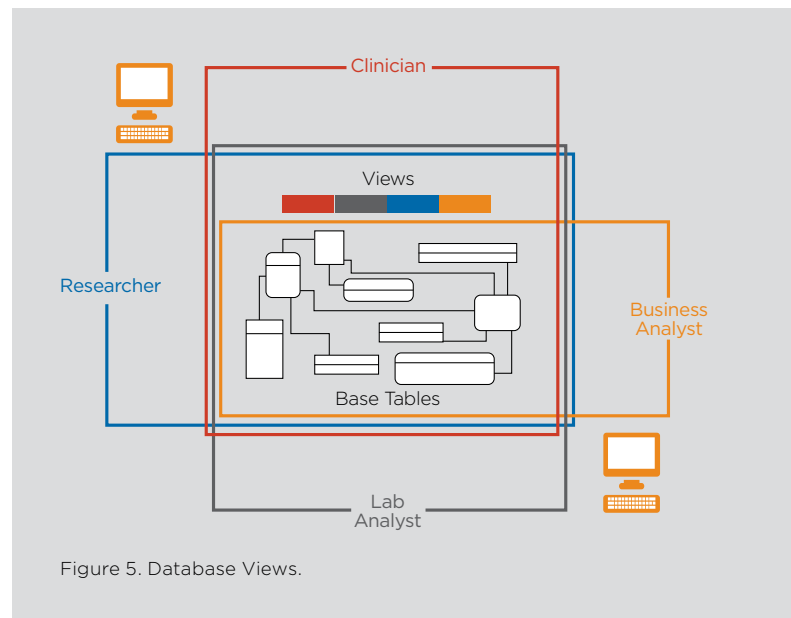 Clinician
Views
Researcher
Business
Analyst
Base Tables
Lab
Analyst
Figure 5. Database Views.